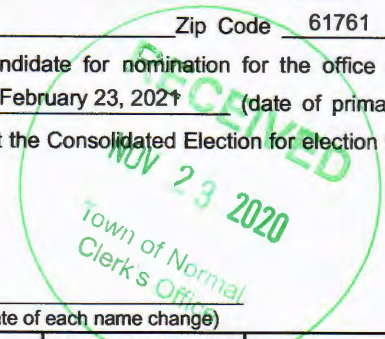 Zip Code 61761
ndidate for nomination for the office
February 23, 2021 (date of prima
t the Consolidated Election for election
RECEIVED
NOV 23 2020
Town of Normal
Clerk's Office
ate of each name change)